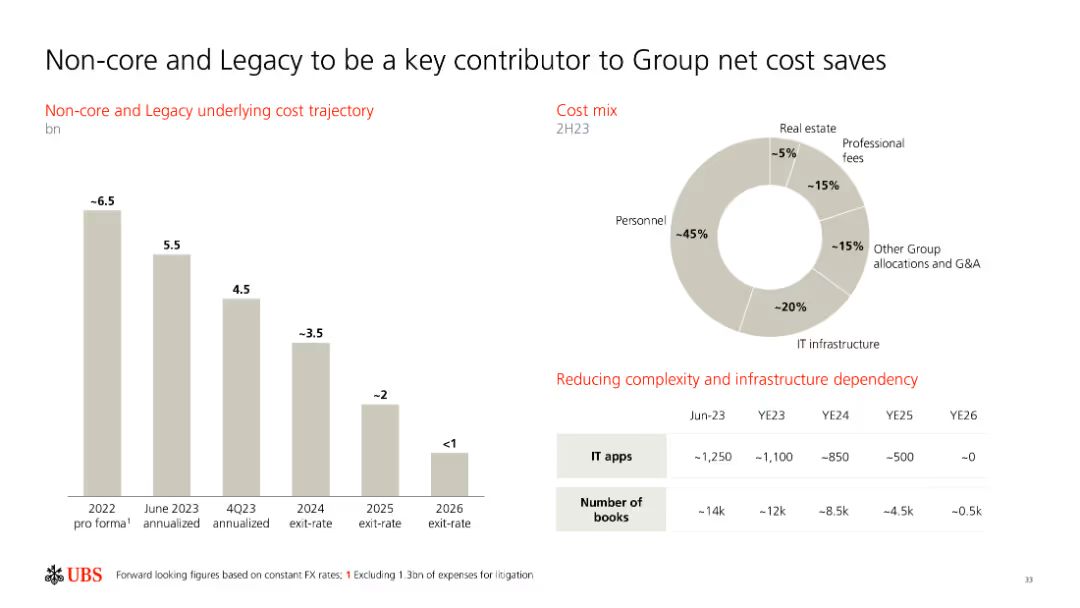 Non-core and Legacy to be a key contributor to Group net cost saves
Non-core and Legacy underlying cost trajectory
bn
~6.5
5.5
4.5
~3.5
~2
<1
2022
pro forma¹
June 2023
annualized
4Q23
annualized
2024
exit-rate
2025
exit-rate
2026
exit-rate
Cost mix
2H23
Real estate
~5%
Professional
fees
~15%
Personnel
~45%
~15%
Other Group
allocations and G&A
~20%
IT infrastructure
Reducing complexity and infrastructure dependency
Jun-23 YE23 YE24 YE25 YE26
IT apps ~1,250 ~1,100 ~850 ~500 ~0
Number of
books ~14k ~12k ~8.5k ~4.5k ~0.5k
UBS
Forward looking figures based on constant FX rates; 1 Excluding 1.3bn of expenses for litigation
33